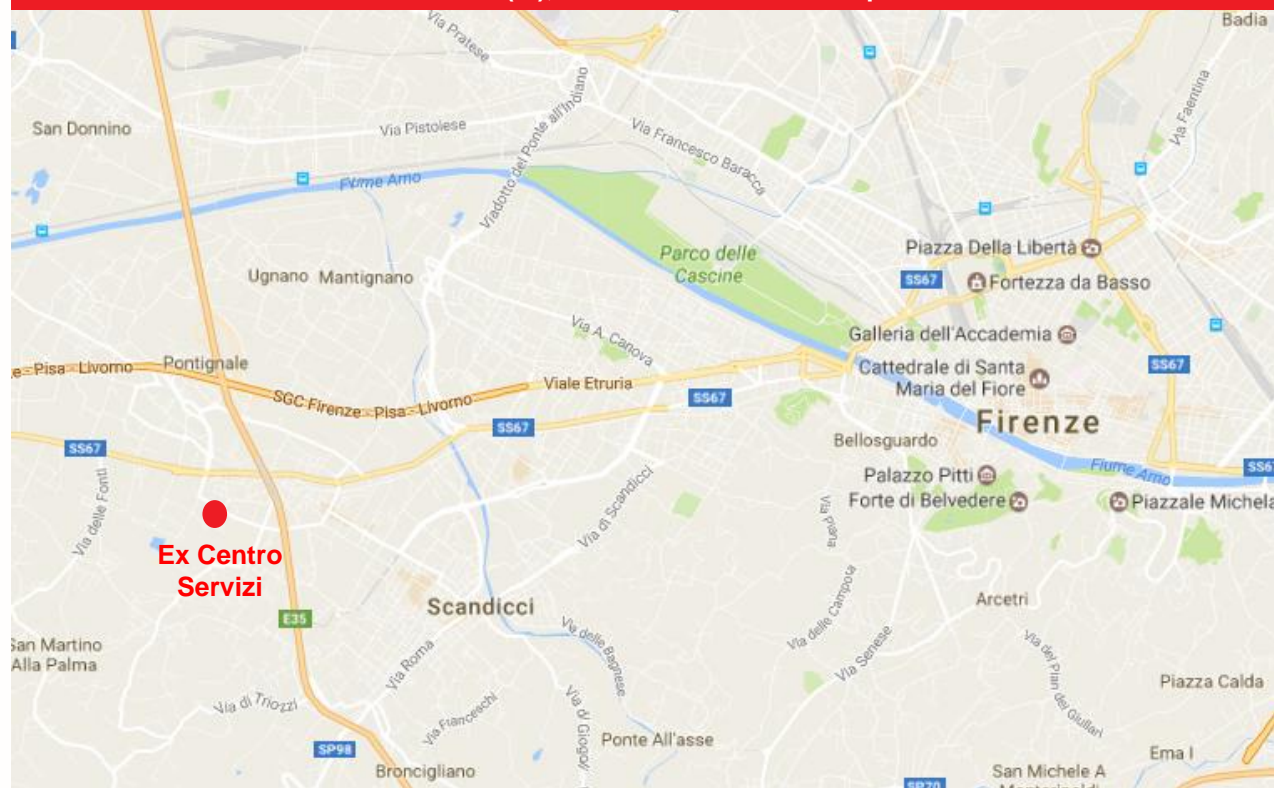 Badia
Via Pratese
San Donnino
Via Pistoiese
Viadotto del Ponte all'Indiano
Via Francesco Baracca
Via Faentina
Fiume Arno
Parco delle
Cascine
Piazza Della Libertà
Ugnano
Mantignano
SS67
Fortezza da Basso
Via A. Canova
Galleria dell'Accademia
e - Pisa - Livorno
Pontignale
Cattedrale di Santa
Maria del Fiore
SS67
Viale Etruria
SGC Firenze - Pisa - Livorno
SS67
SS67
Firenze
SS67
Bellosguardo
Fiume Arno
SS6
Via delle Fonti
Via di Scandicci
Palazzo Pitti
Forte di Belvedere
Piazzale Michela
Via Pisana
Ex Centro
Servizi
E35
Scandicci
Arcetri
Via delle Campora
Via Senese
Via delle Bagnese
San Martino
Alla Palma
Via Roma
Via del Pian dei Giullari
Piazza Calda
Via di Triozzi
Via Franceschi
Via di Giogoli
Ponte All'asse
SP98
Broncigliano
Ema I
San Michele A
SP70